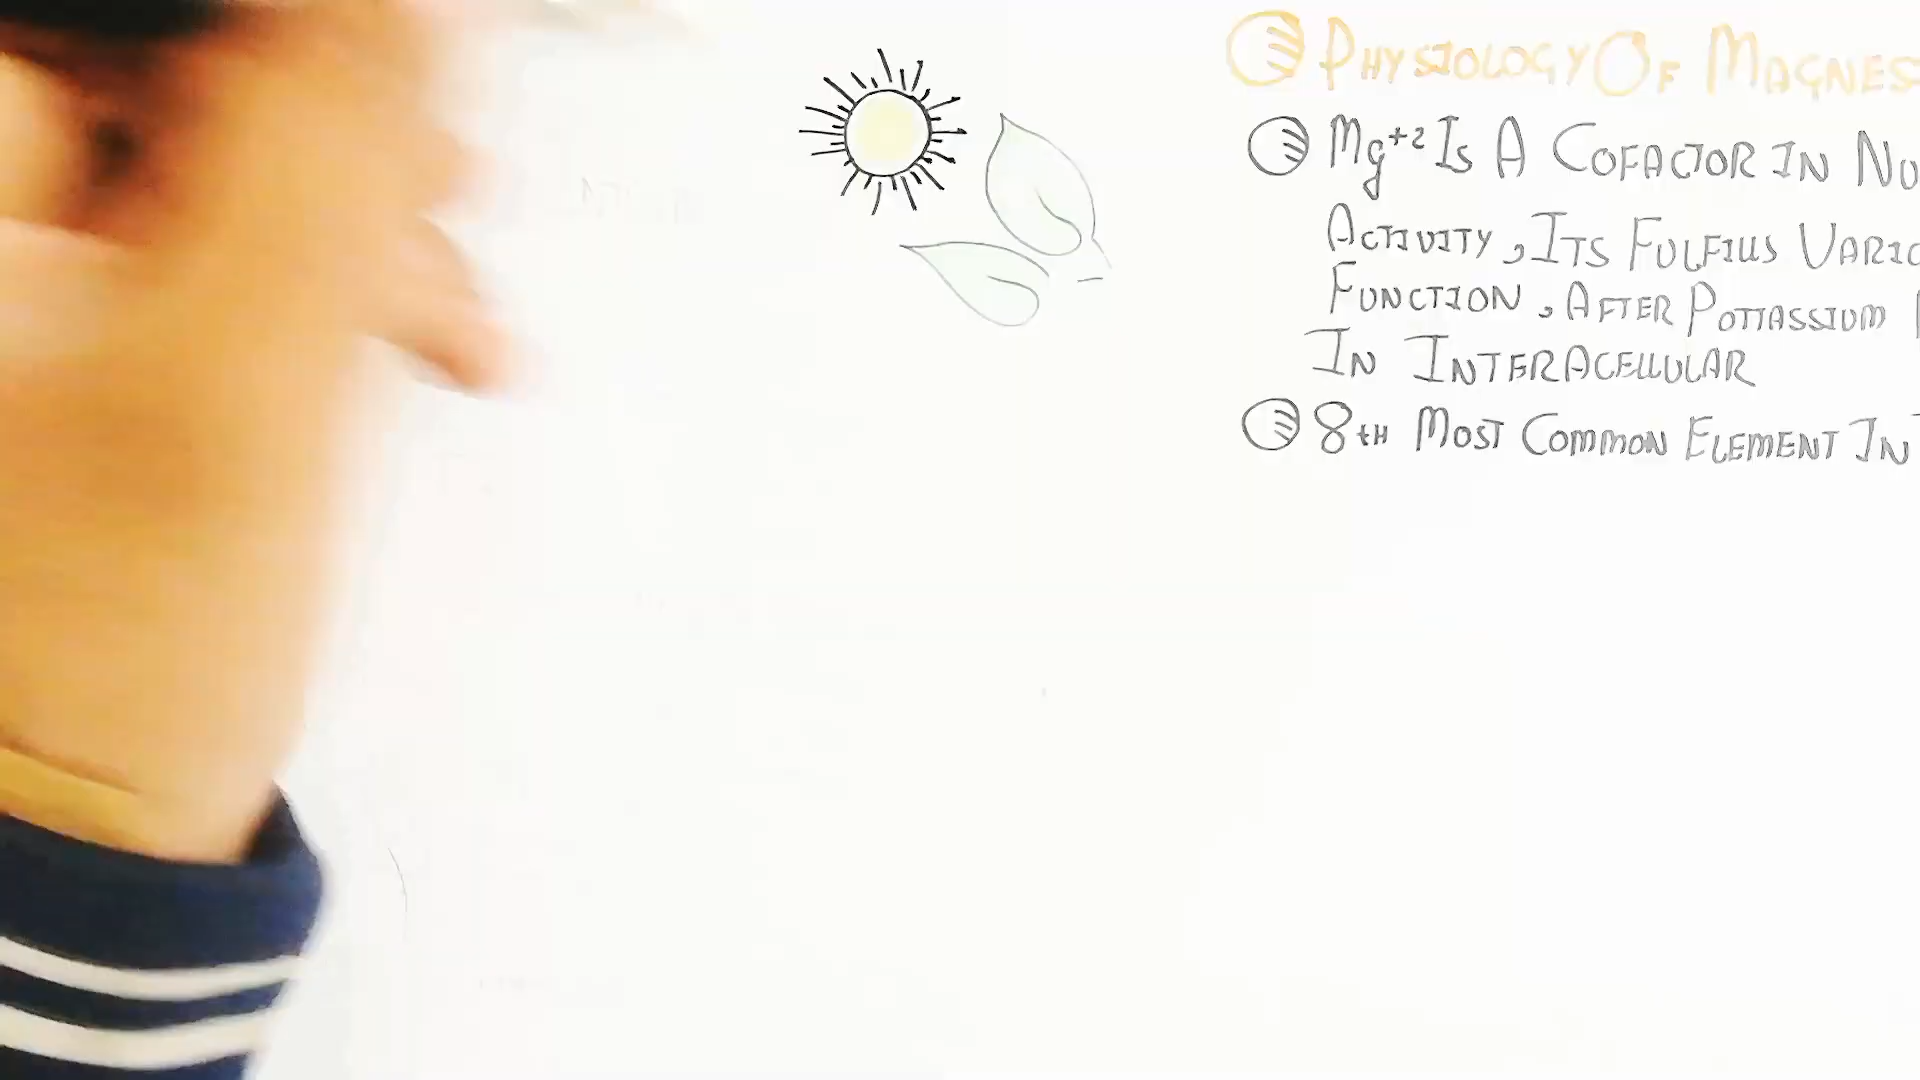 Physiology Of Magnes
Mg+2 Is A Cofactor In Nu
Activity, Its Fulfills Vario
Function, After Pottassium
In Interacellular
8th Most Common Element In